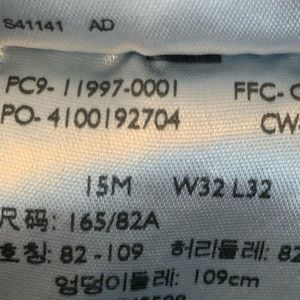 S41141 AD
PC9-11997-0001 FFC-
PO-4100192704 CW-
15M W32 L32
尺码: 165/82A
호칭: 82-109 허리둘레: 82
엉덩이둘레: 109cm